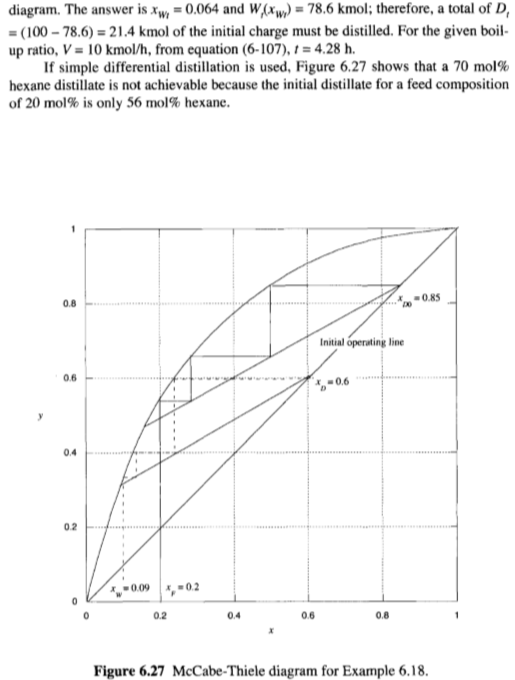 diagram. The answer is x_Wt = 0.064 and W_t(x_Wt) = 78.6 kmol; therefore, a total of D_t
= (100 – 78.6) = 21.4 kmol of the initial charge must be distilled. For the given boil-
up ratio, V = 10 kmol/h, from equation (6-107), t = 4.28 h.
If simple differential distillation is used, Figure 6.27 shows that a 70 mol%
hexane distillate is not achievable because the initial distillate for a feed composition
of 20 mol% is only 56 mol% hexane.
1
0.8
x_D0 = 0.85
Initial operating line
0.6
x_D = 0.6
y
0.4
0.2
x_W = 0.09
x_F = 0.2
0
0 0.2 0.4 0.6 0.8 1
x
Figure 6.27 McCabe-Thiele diagram for Example 6.18.